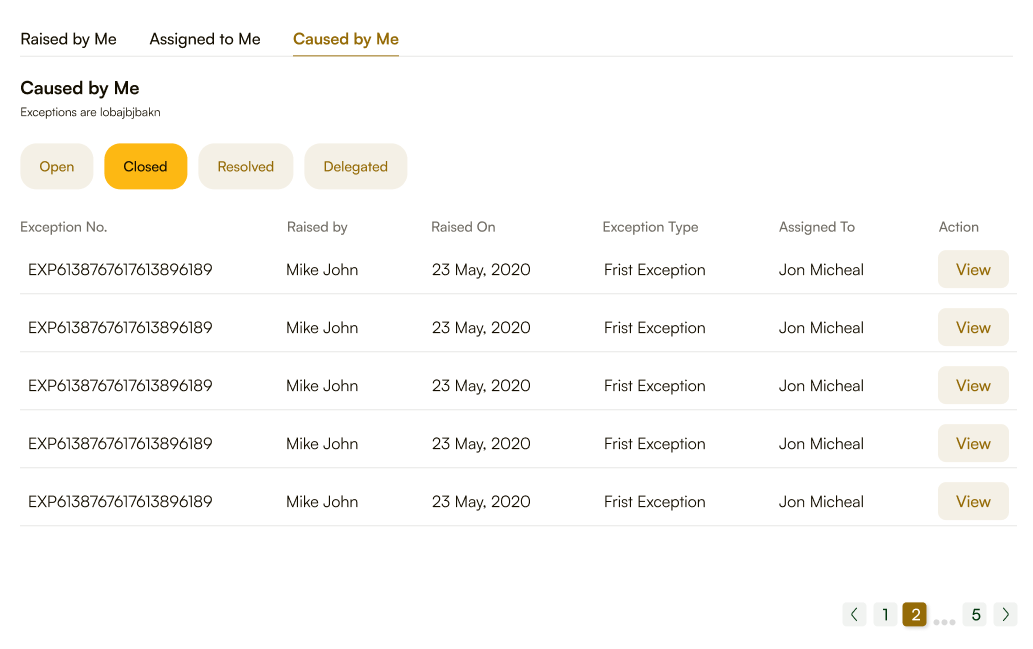 Raised by Me Assigned to Me Caused by Me
Caused by Me
Exceptions are lobajbjbakn
Open Closed Resolved Delegated
Exception No. Raised by Raised On Exception Type Assigned To Action
EXP6138767617613896189 Mike John 23 May, 2020 Frist Exception Jon Micheal View
EXP6138767617613896189 Mike John 23 May, 2020 Frist Exception Jon Micheal View
EXP6138767617613896189 Mike John 23 May, 2020 Frist Exception Jon Micheal View
EXP6138767617613896189 Mike John 23 May, 2020 Frist Exception Jon Micheal View
EXP6138767617613896189 Mike John 23 May, 2020 Frist Exception Jon Micheal View
1 2 ... 5